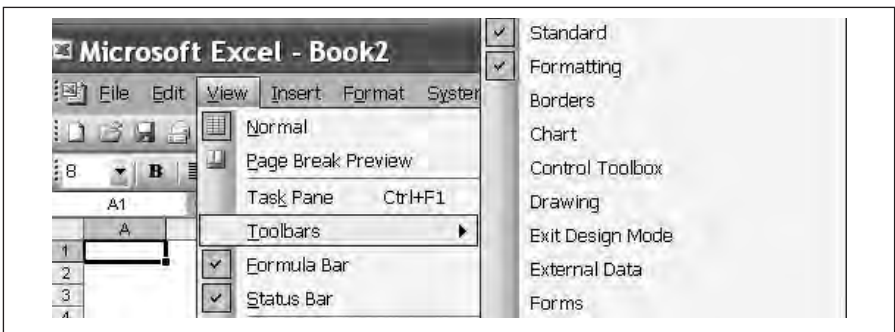 Microsoft Excel - Book2
File Edit View Insert Format
Normal
Page Break Preview
Task Pane Ctrl+F1
Toolbars
Formula Bar
Status Bar
8 B
A1
A
1
2
3
4
Standard
Formatting
Borders
Chart
Control Toolbox
Drawing
Exit Design Mode
External Data
Forms